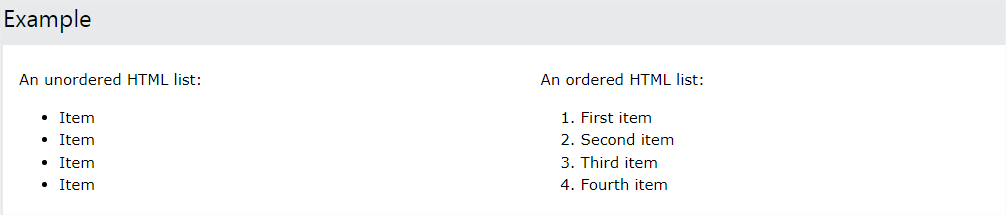 Example
An unordered HTML list:
• Item
• Item
• Item
• Item
An ordered HTML list:
1. First item
2. Second item
3. Third item
4. Fourth item